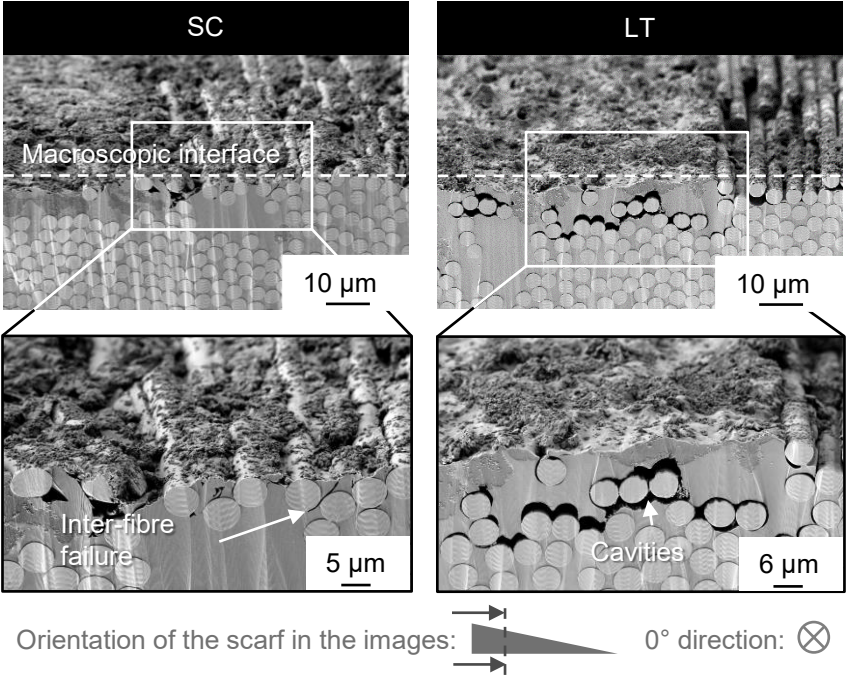 SC
LT
Macroscopic interface
10 µm
10 µm
Inter-fibre
failure
5 µm
Cavities
6 µm
Orientation of the scarf in the images:
0° direction: